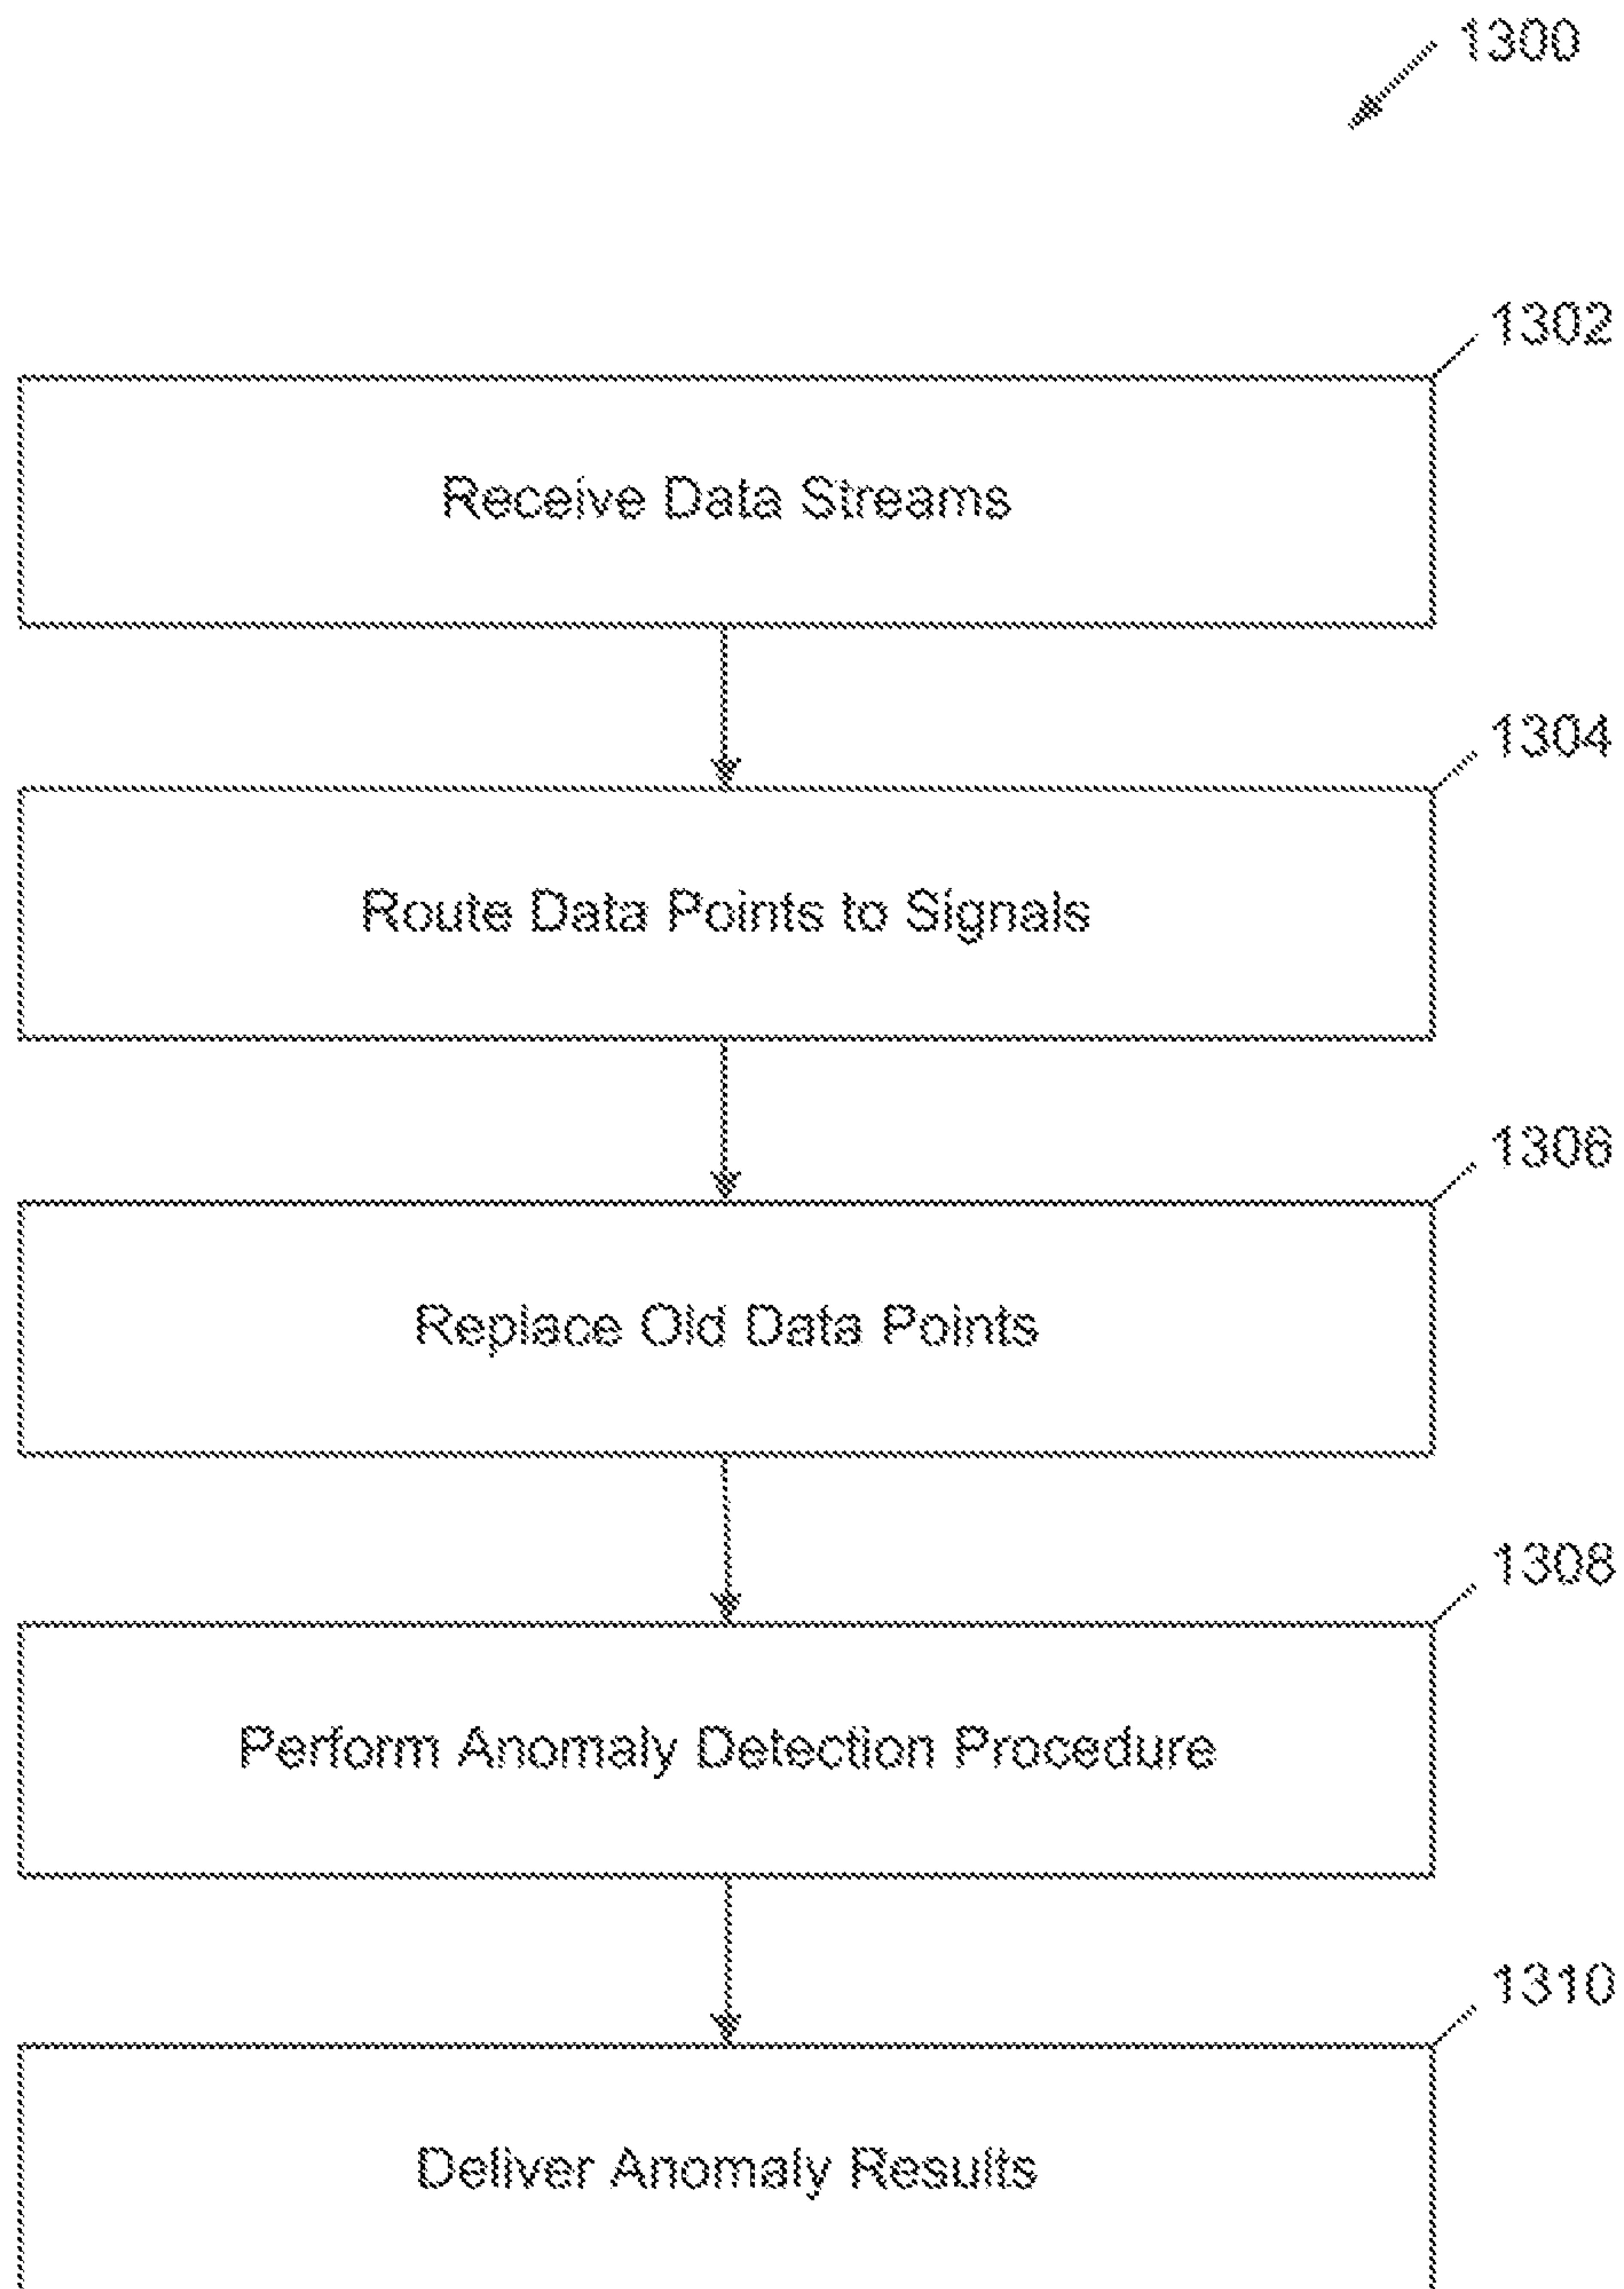 1300
1302
Receive Data Streams
1304
Route Data Points to Signals
1306
Replace Old Data Points
1308
Perform Anomaly Detection Procedure
1310
Deliver Anomaly Results